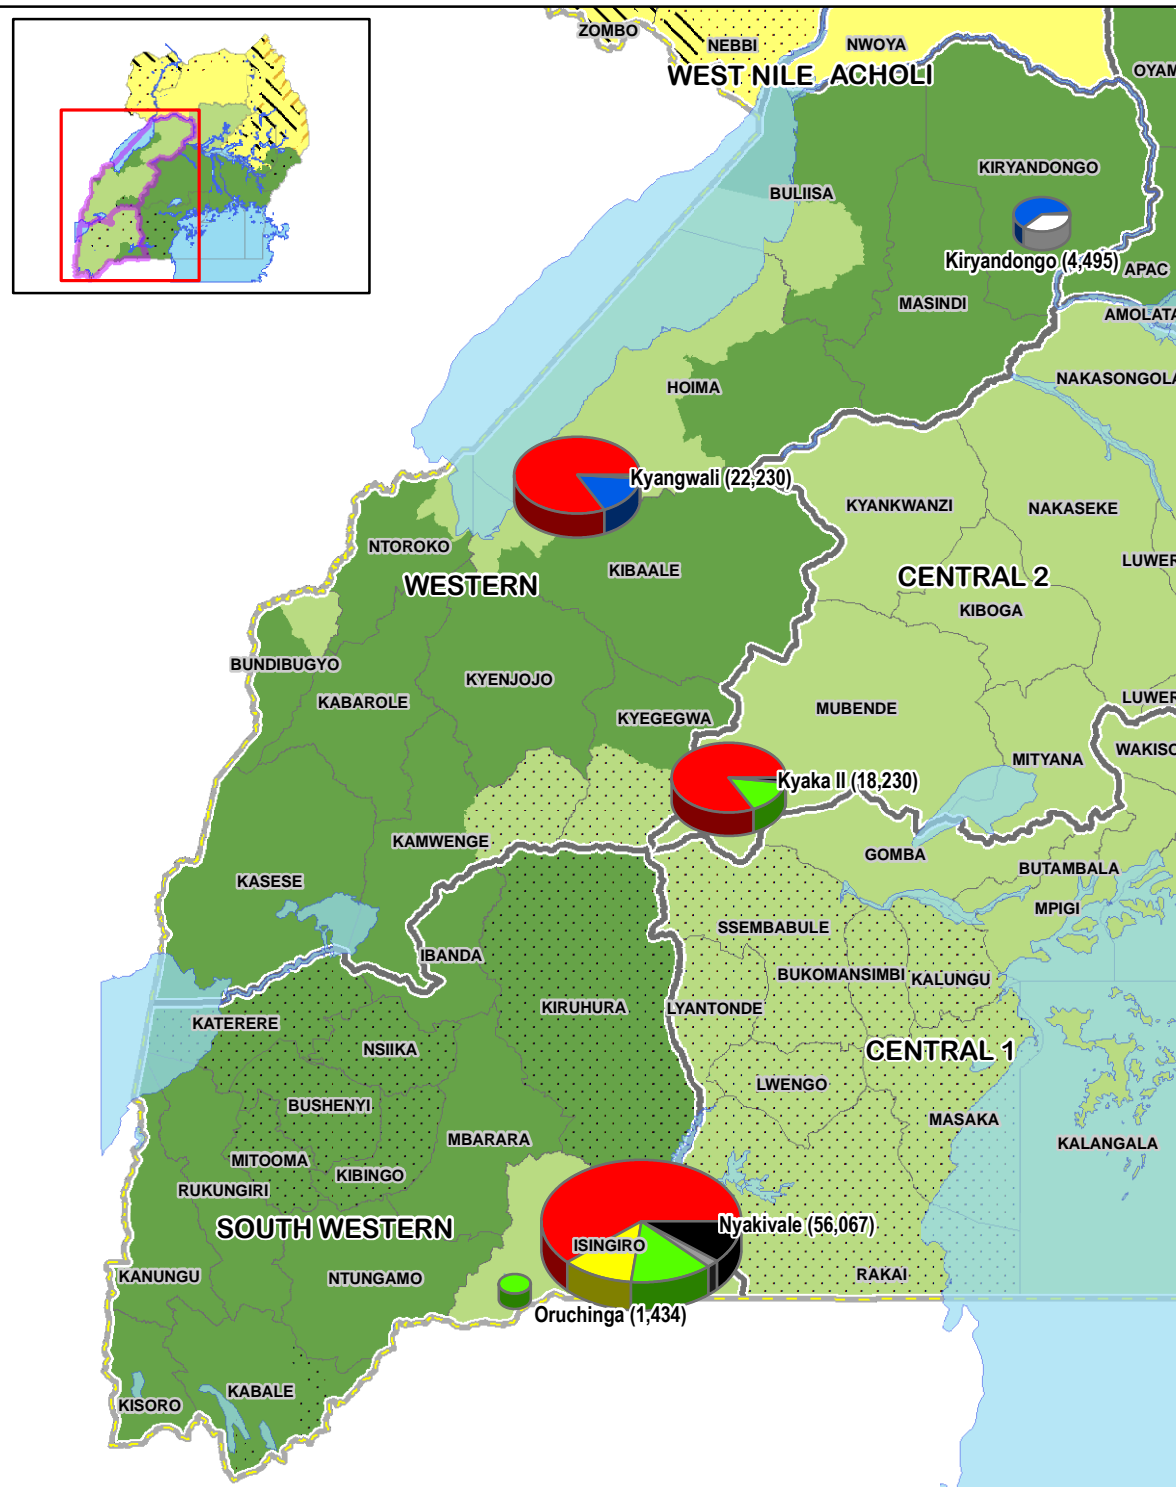 ZOMBO
NEBBI
NWOYA
WEST NILE ACHOLI
OYAM
KIRYANDONGO
BULIISA
Kiryandongo (4,495)
APAC
MASINDI
AMOLATA
NAKASONGOLA
HOIMA
Kyangwali (22,230)
KYANKWANZI
NAKASEKE
NTOROKO
LUWER
KIBAALE
WESTERN
CENTRAL 2
KIBOGA
BUNDIBUGYO
KYENJOJO
KABAROLE
LUWER
MUBENDE
KYEGEGWA
WAKISO
MITYANA
Kyaka II (18,230)
KAMWENGE
GOMBA
BUTAMBALA
KASESE
MPIGI
SSEMBABULE
IBANDA
BUKOMANSIMBI
KALUNGU
KIRUHURA
LYANTONDE
KATERERE
NSIIKA
CENTRAL 1
LWENGO
BUSHENYI
MASAKA
MBARARA
KALANGALA
MITOOMA
KIBINGO
RUKUNGIRI
SOUTH WESTERN
Nyakivale (56,067)
ISINGIRO
KANUNGU
NTUNGAMO
RAKAI
Oruchinga (1,434)
KABALE
KISORO